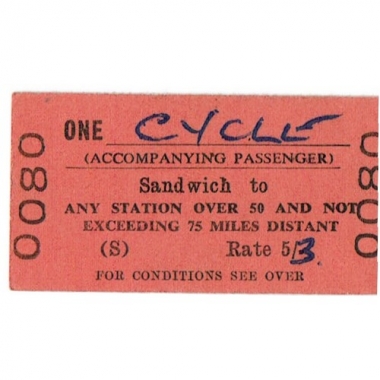 0080
ONE CYCLE
(ACCOMPANYING PASSENGER)
Sandwich to
ANY STATION OVER 50 AND NOT
EXCEEDING 75 MILES DISTANT
(S) Rate 5/3.
FOR CONDITIONS SEE OVER
0080